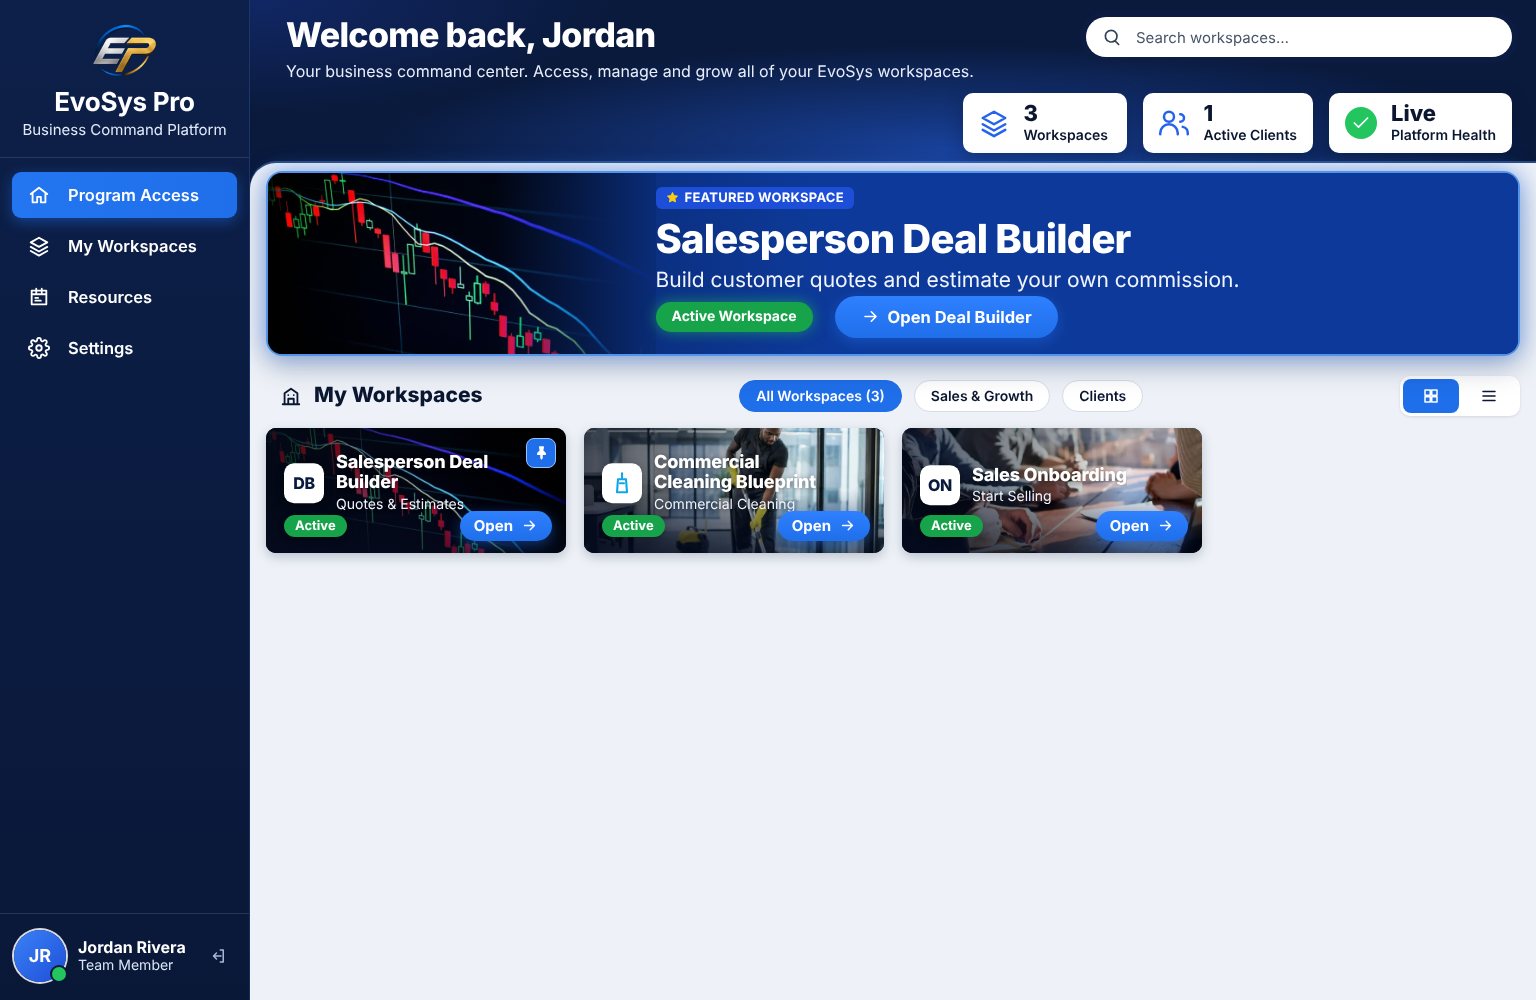 EP
EvoSys Pro
Business Command Platform
Program Access
My Workspaces
Resources
Settings
JR
Jordan Rivera
Team Member
Welcome back, Jordan
Your business command center. Access, manage and grow all of your EvoSys workspaces.
Search workspaces...
3
Workspaces
1
Active Clients
Live
Platform Health
FEATURED WORKSPACE
Salesperson Deal Builder
Build customer quotes and estimate your own commission.
Active Workspace
Open Deal Builder
My Workspaces
All Workspaces (3)
Sales & Growth
Clients
DB
Salesperson Deal
Builder
Quotes & Estimates
Active
Open
Commercial
Cleaning Blueprint
Commercial Cleaning
Active
Open
ON
Sales Onboarding
Start Selling
Active
Open